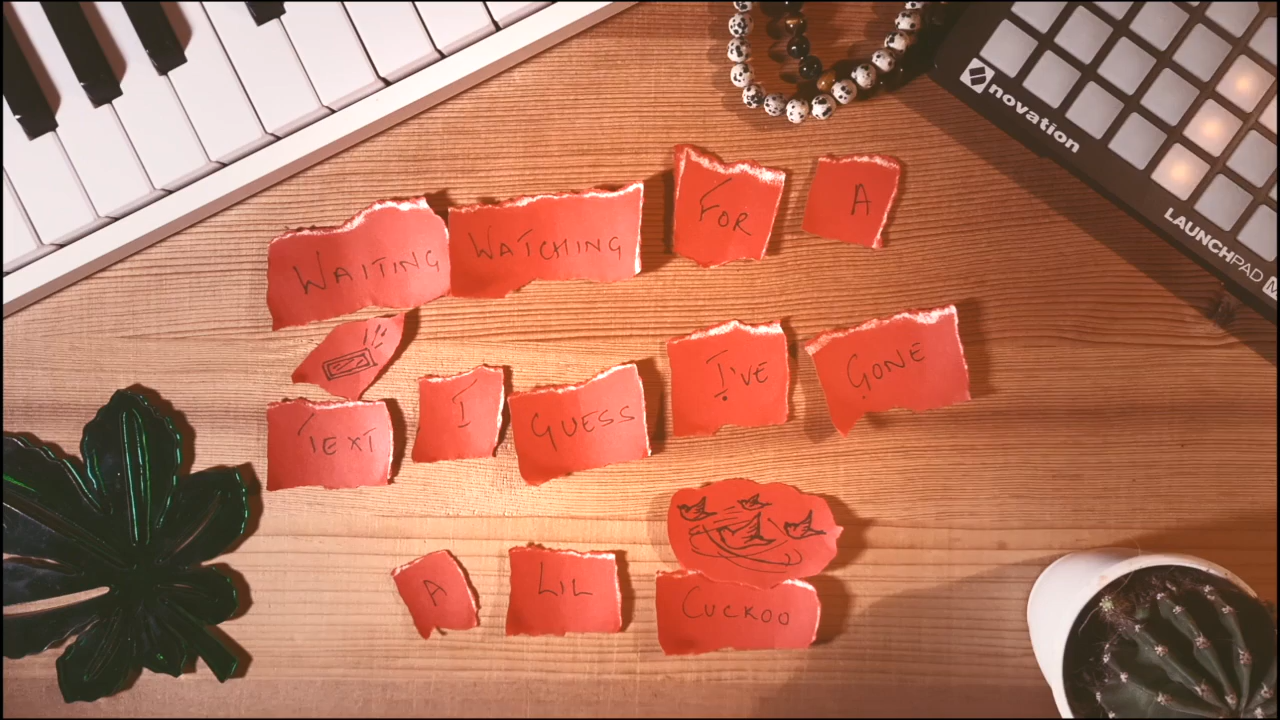 WAITING WATCHING FOR A
TEXT I GUESS I'VE GONE
A LIL CUCKOO
novation
LAUNCHPAD M